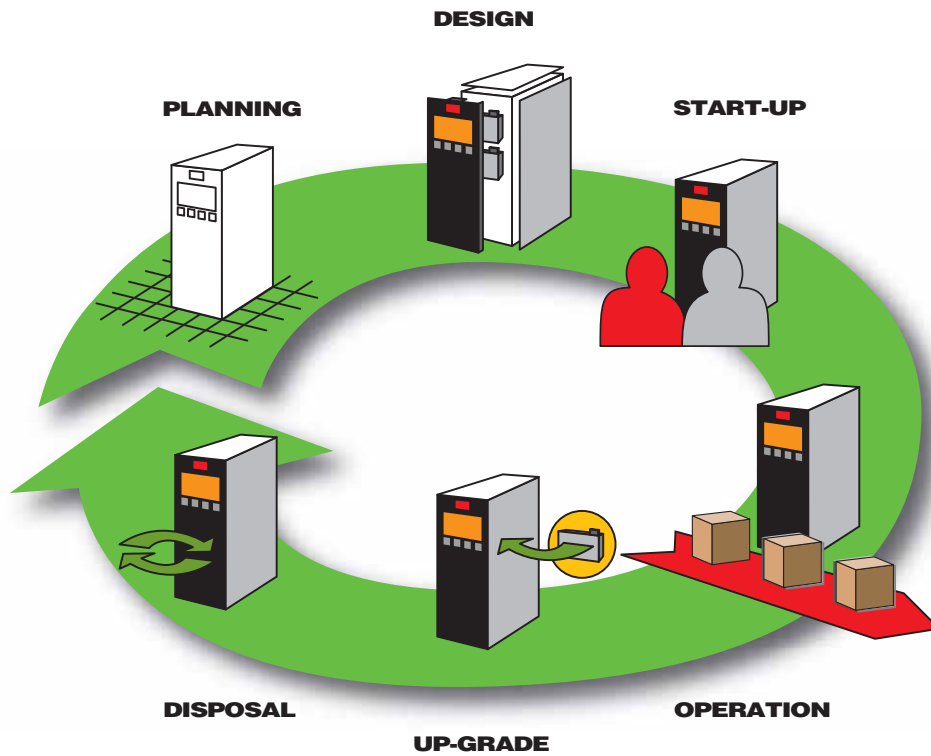 DESIGN
PLANNING
START-UP
DISPOSAL
OPERATION
UP-GRADE